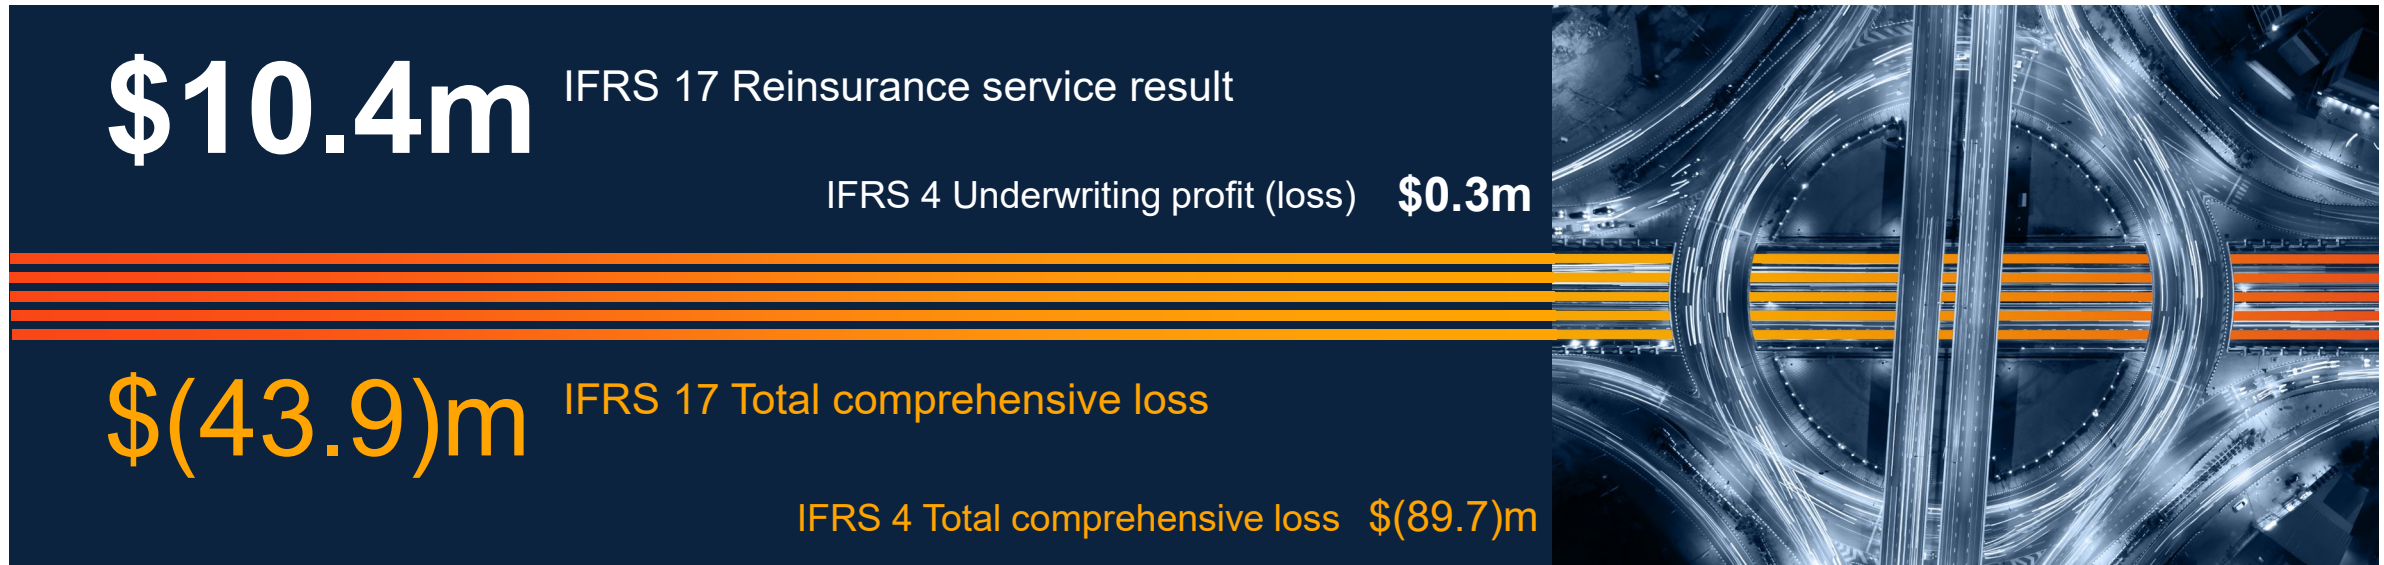 $10.4m IFRS 17 Reinsurance service result
IFRS 4 Underwriting profit (loss) $0.3m
$(43.9)m IFRS 17 Total comprehensive loss
IFRS 4 Total comprehensive loss $(89.7)m